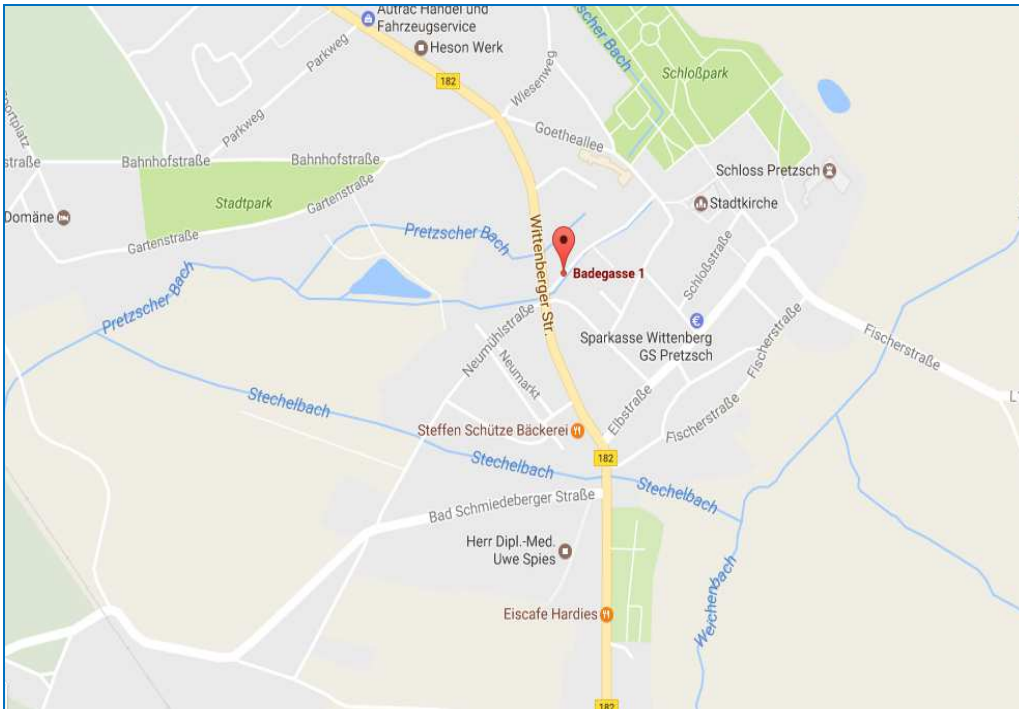 Autrac Handel und
Fahrzeugservice
Heson Werk
Parkweg
182
Wiesenweg
Schloßpark
Parkweg
Goetheallee
straße
Bahnhofstraße
Bahnhofstraße
Schloss Pretzsch
Stadtpark
Gartenstraße
Stadtkirche
Domäne
Gartenstraße
Pretzscher Bach
Wittenberger Str.
Schloßstraße
Badegasse 1
Pretzscher Bach
Neumühlstraße
Sparkasse Wittenberg
GS Pretzsch
Fischerstraße
Fischerstraße
Neumarkt
Stechelbach
Elbstraße
Fischerstraße
Steffen Schütze Bäckerei
182
Stechelbach
Stechelbach
Bad Schmiedeberger Straße
Herr Dipl.-Med.
Uwe Spies
Weichenbach
Eiscafe Hardies
182